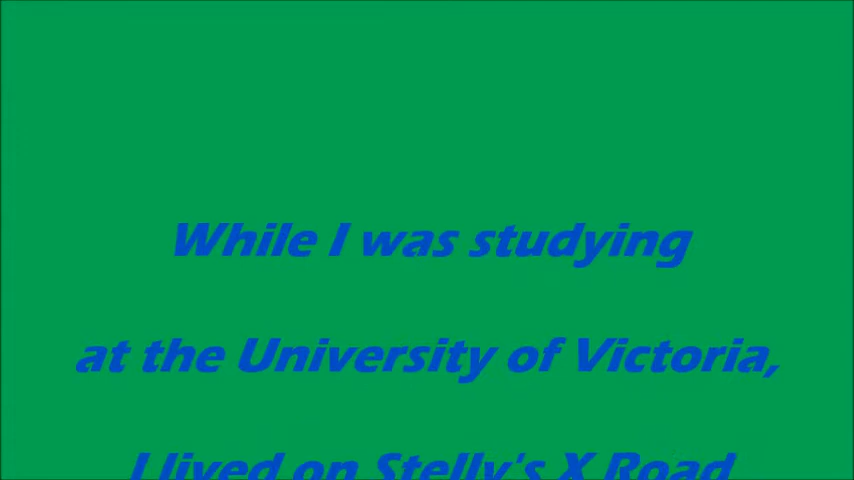 While I was studying
at the University of Victoria,
I lived on Stelly's X Road